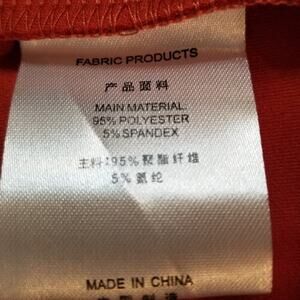 FABRIC PRODUCTS
产品面料
MAIN MATERIAL:
95% POLYESTER
5% SPANDEX
主料:95% 聚酯纤维
5% 氨纶
MADE IN CHINA